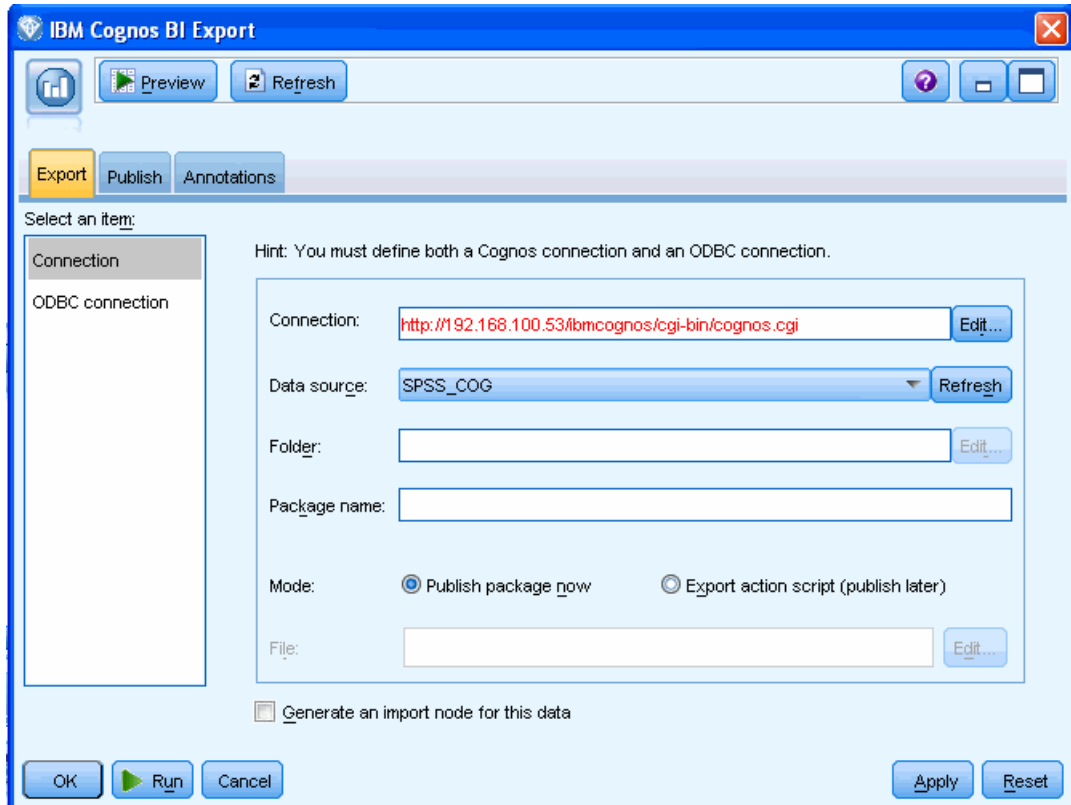 IBM Cognos BI Export
Preview Refresh
Export Publish Annotations
Select an item:
Connection
ODBC connection
Hint: You must define both a Cognos connection and an ODBC connection.
Connection: http://192.168.100.53/ibmcognos/cgi-bin/cognos.cgi Edit...
Data source: SPSS_COG Refresh
Folder: Edit...
Package name:
Mode: Publish package now Export action script (publish later)
File: Edit...
Generate an import node for this data
OK Run Cancel Apply Reset